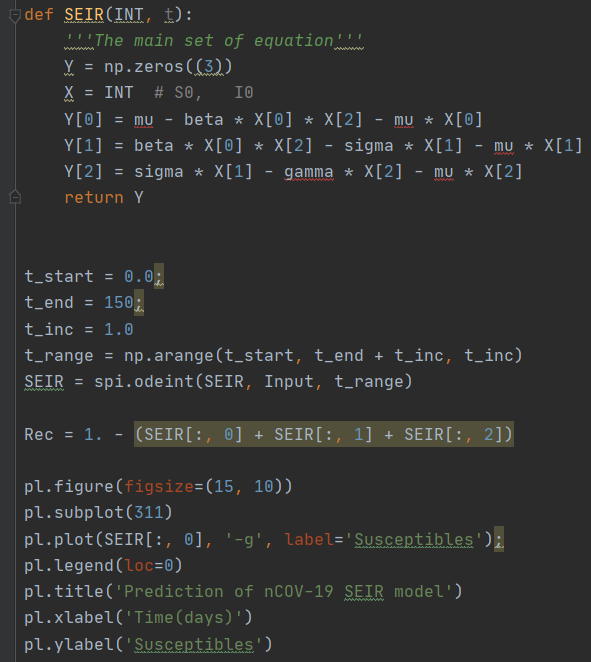 def SEIR(INT, t):
    '''The main set of equation'''
    Y = np.zeros((3))
    X = INT  # S0,   I0
    Y[0] = mu - beta * X[0] * X[2] - mu * X[0]
    Y[1] = beta * X[0] * X[2] - sigma * X[1] - mu * X[1]
    Y[2] = sigma * X[1] - gamma * X[2] - mu * X[2]
    return Y
t_start = 0.0;
t_end = 150;
t_inc = 1.0
t_range = np.arange(t_start, t_end + t_inc, t_inc)
SEIR = spi.odeint(SEIR, Input, t_range)
Rec = 1. - (SEIR[:, 0] + SEIR[:, 1] + SEIR[:, 2])
pl.figure(figsize=(15, 10))
pl.subplot(311)
pl.plot(SEIR[:, 0], '-g', label='Susceptibles');
pl.legend(loc=0)
pl.title('Prediction of nCOV-19 SEIR model')
pl.xlabel('Time(days)')
pl.ylabel('Susceptibles')